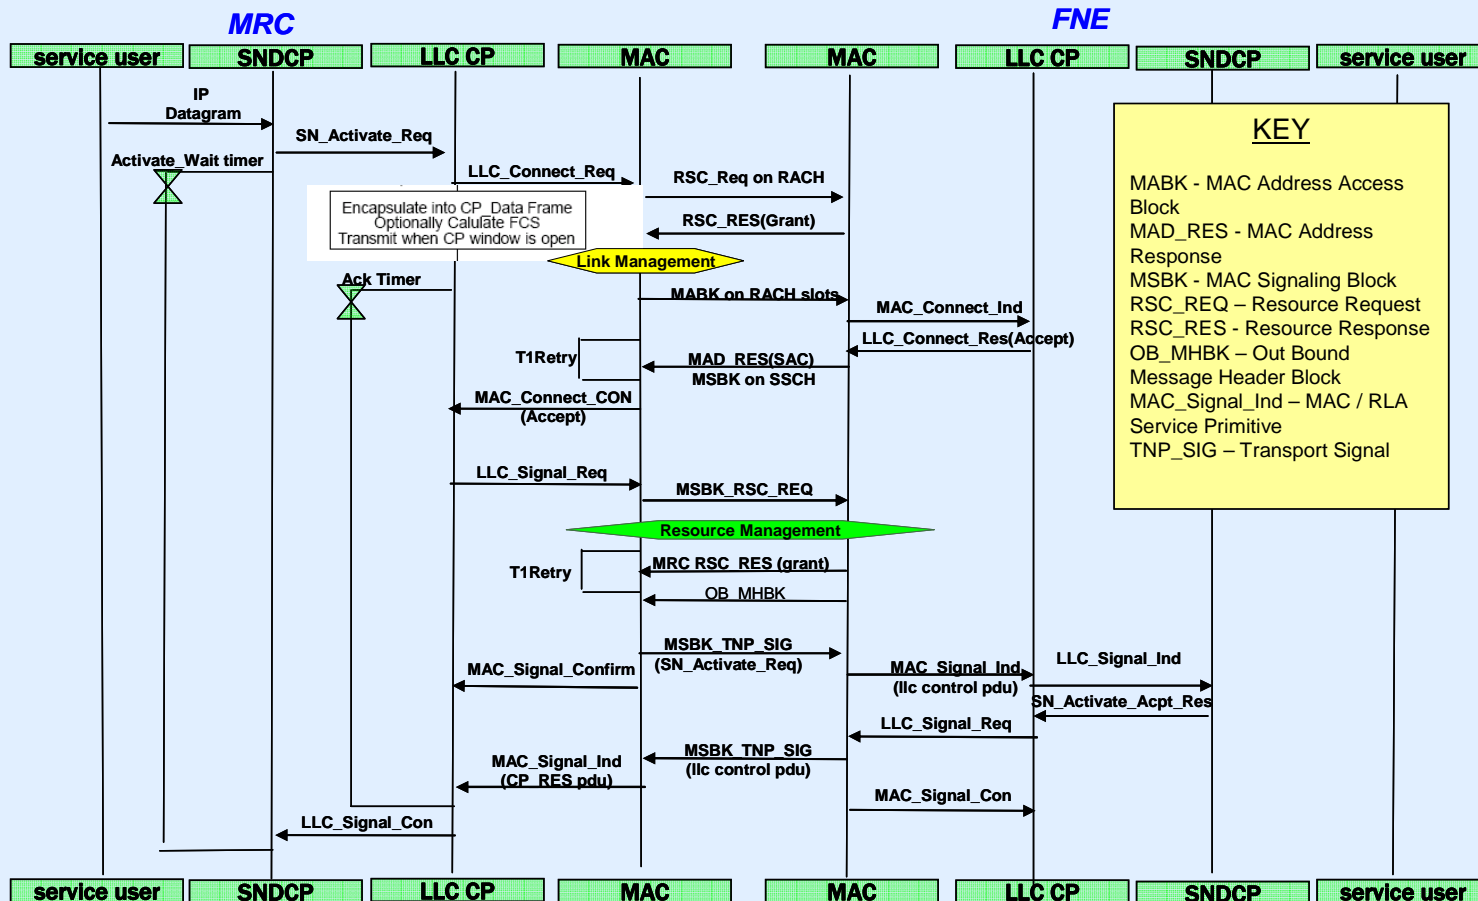 MRC
FNE
service user
SNDCP
LLC CP
MAC
MAC
LLC CP
SNDCP
service user
IP
Datagram
SN_Activate_Req
Activate_Wait timer
LLC_Connect_Req
RSC_Req on RACH
Encapsulate into CP_Data Frame
Optionally Calulate FCS
Transmit when CP window is open
RSC_RES(Grant)
Link Management
Ack Timer
MABK on RACH slots
MAC_Connect_Ind
LLC_Connect_Res(Accept)
T1Retry
MAD_RES(SAC)
MSBK on SSCH
MAC_Connect_CON
(Accept)
LLC_Signal_Req
MSBK_RSC_REQ
Resource Management
T1Retry
MRC RSC_RES (grant)
OB_MHBK
MSBK_TNP_SIG
(SN_Activate_Req)
MAC_Signal_Confirm
MAC_Signal_Ind
(llc control pdu)
LLC_Signal_Ind
SN_Activate_Acpt_Res
LLC_Signal_Req
MSBK_TNP_SIG
(llc control pdu)
MAC_Signal_Ind
(CP_RES pdu)
MAC_Signal_Con
LLC_Signal_Con
KEY
MABK - MAC Address Access
Block
MAD_RES - MAC Address
Response
MSBK - MAC Signaling Block
RSC_REQ – Resource Request
RSC_RES - Resource Response
OB_MHBK – Out Bound
Message Header Block
MAC_Signal_Ind – MAC / RLA
Service Primitive
TNP_SIG – Transport Signal
service user
SNDCP
LLC CP
MAC
MAC
LLC CP
SNDCP
service user